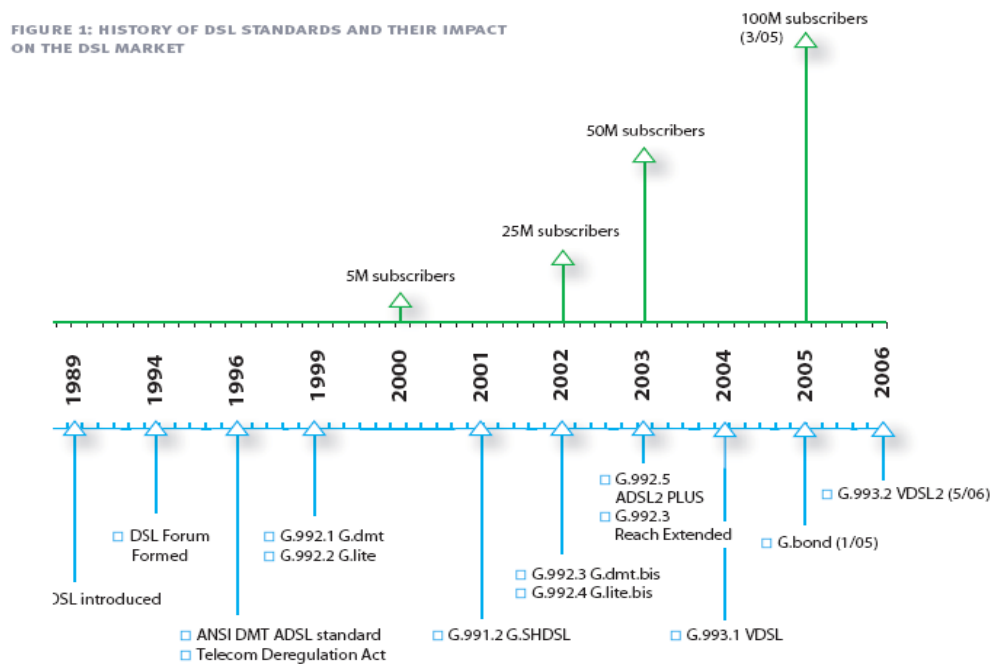 FIGURE 1: HISTORY OF DSL STANDARDS AND THEIR IMPACT
ON THE DSL MARKET
100M subscribers
(3/05)
50M subscribers
25M subscribers
5M subscribers
1989
1994
1996
1999
2000
2001
2002
2003
2004
2005
2006
G.992.5
ADSL2 PLUS
G.992.3
Reach Extended
G.993.2 VDSL2 (5/06)
DSL Forum
Formed
G.992.1 G.dmt
G.992.2 G.lite
G.bond (1/05)
G.992.3 G.dmt.bis
G.992.4 G.lite.bis
introduced
ANSI DMT ADSL standard
Telecom Deregulation Act
G.991.2 G.SHDSL
G.993.1 VDSL